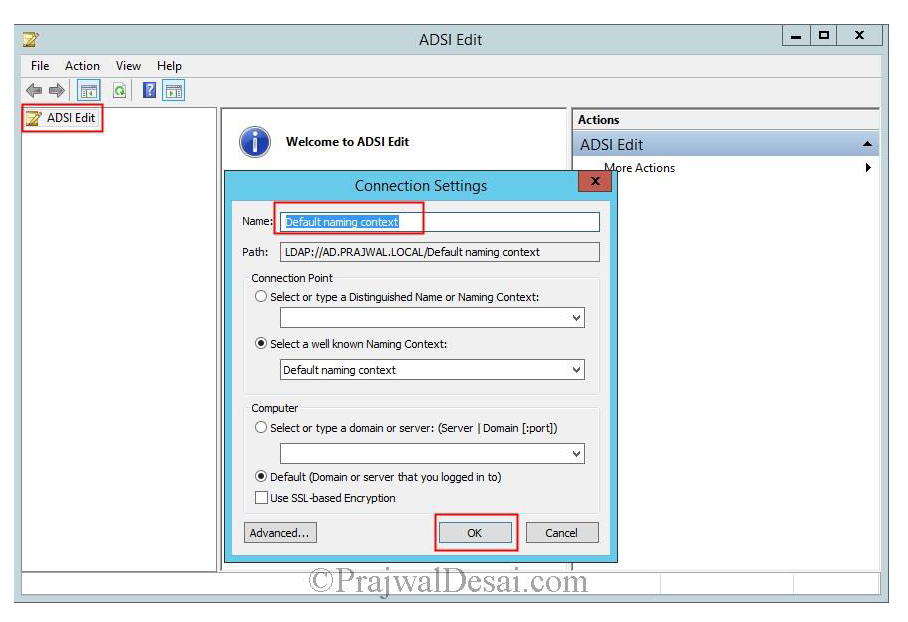 ADSI Edit
File Action View Help
ADSI Edit
Welcome to ADSI Edit
Actions
ADSI Edit
More Actions
Connection Settings
Name: Default naming context
Path: LDAP://AD.PRAJWAL.LOCAL/Default naming context
Connection Point
Select or type a Distinguished Name or Naming Context:
Select a well known Naming Context:
Default naming context
Computer
Select or type a domain or server: (Server | Domain [:port])
Default (Domain or server that you logged in to)
Use SSL-based Encryption
Advanced... OK Cancel
©PrajwalDesai.com